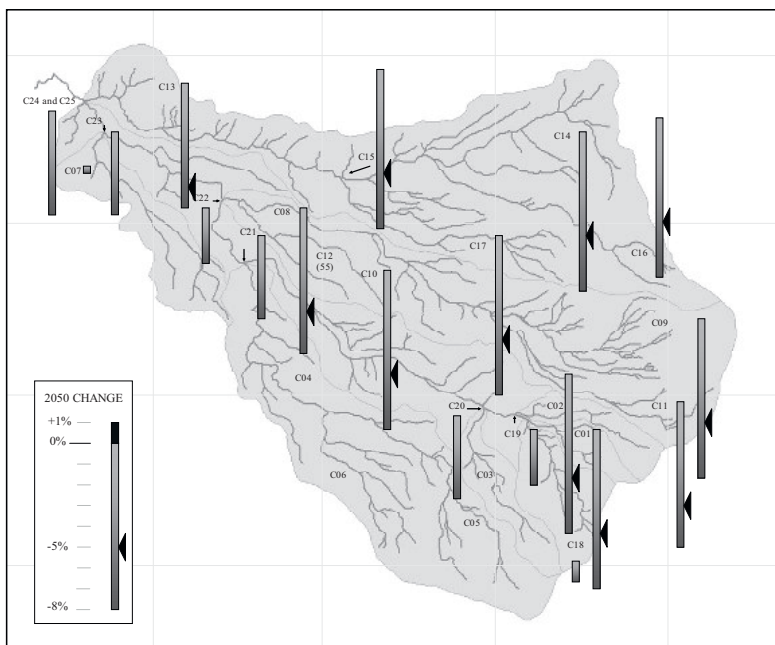 C24 and C25
C13
C23
C07
C15
C14
C22
C08
C21
C12
(55)
C10
C17
C16
C09
C04
2050 CHANGE
+1%
0%
-5%
-8%
C20
C02
C11
C19
C01
C03
C06
C05
C18